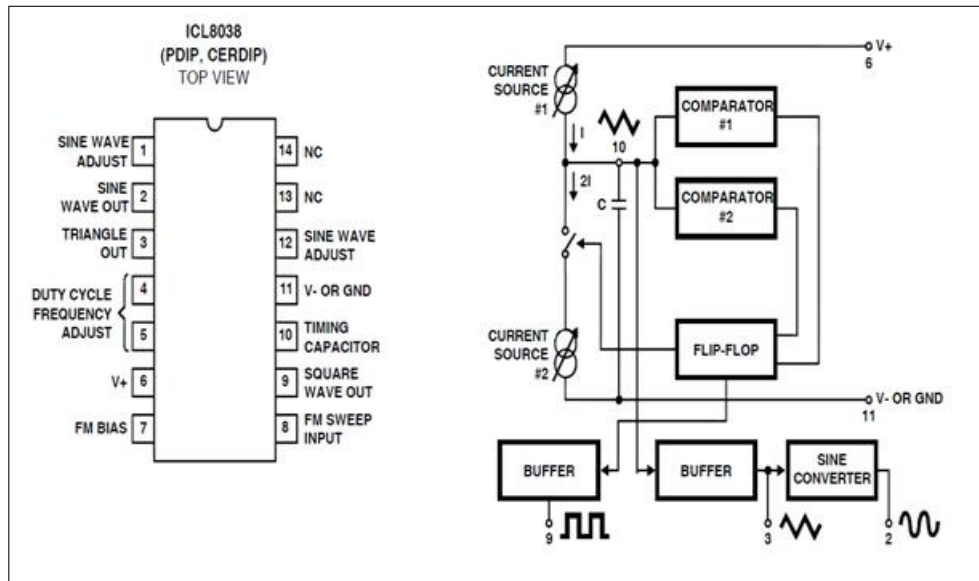 ICL8038
(PDIP, CERDIP)
TOP VIEW
SINE WAVE
ADJUST
1
SINE
WAVE OUT
2
TRIANGLE
OUT
3
DUTY CYCLE
FREQUENCY
ADJUST
4
5
V+
6
FM BIAS
7
14
NC
13
NC
12
SINE WAVE
ADJUST
11
V- OR GND
10
TIMING
CAPACITOR
9
SQUARE
WAVE OUT
8
FM SWEEP
INPUT
V+
6
CURRENT
SOURCE
#1
I
10
2I
C
COMPARATOR
#1
COMPARATOR
#2
CURRENT
SOURCE
#2
FLIP-FLOP
V- OR GND
11
BUFFER
BUFFER
SINE
CONVERTER
9
3
2